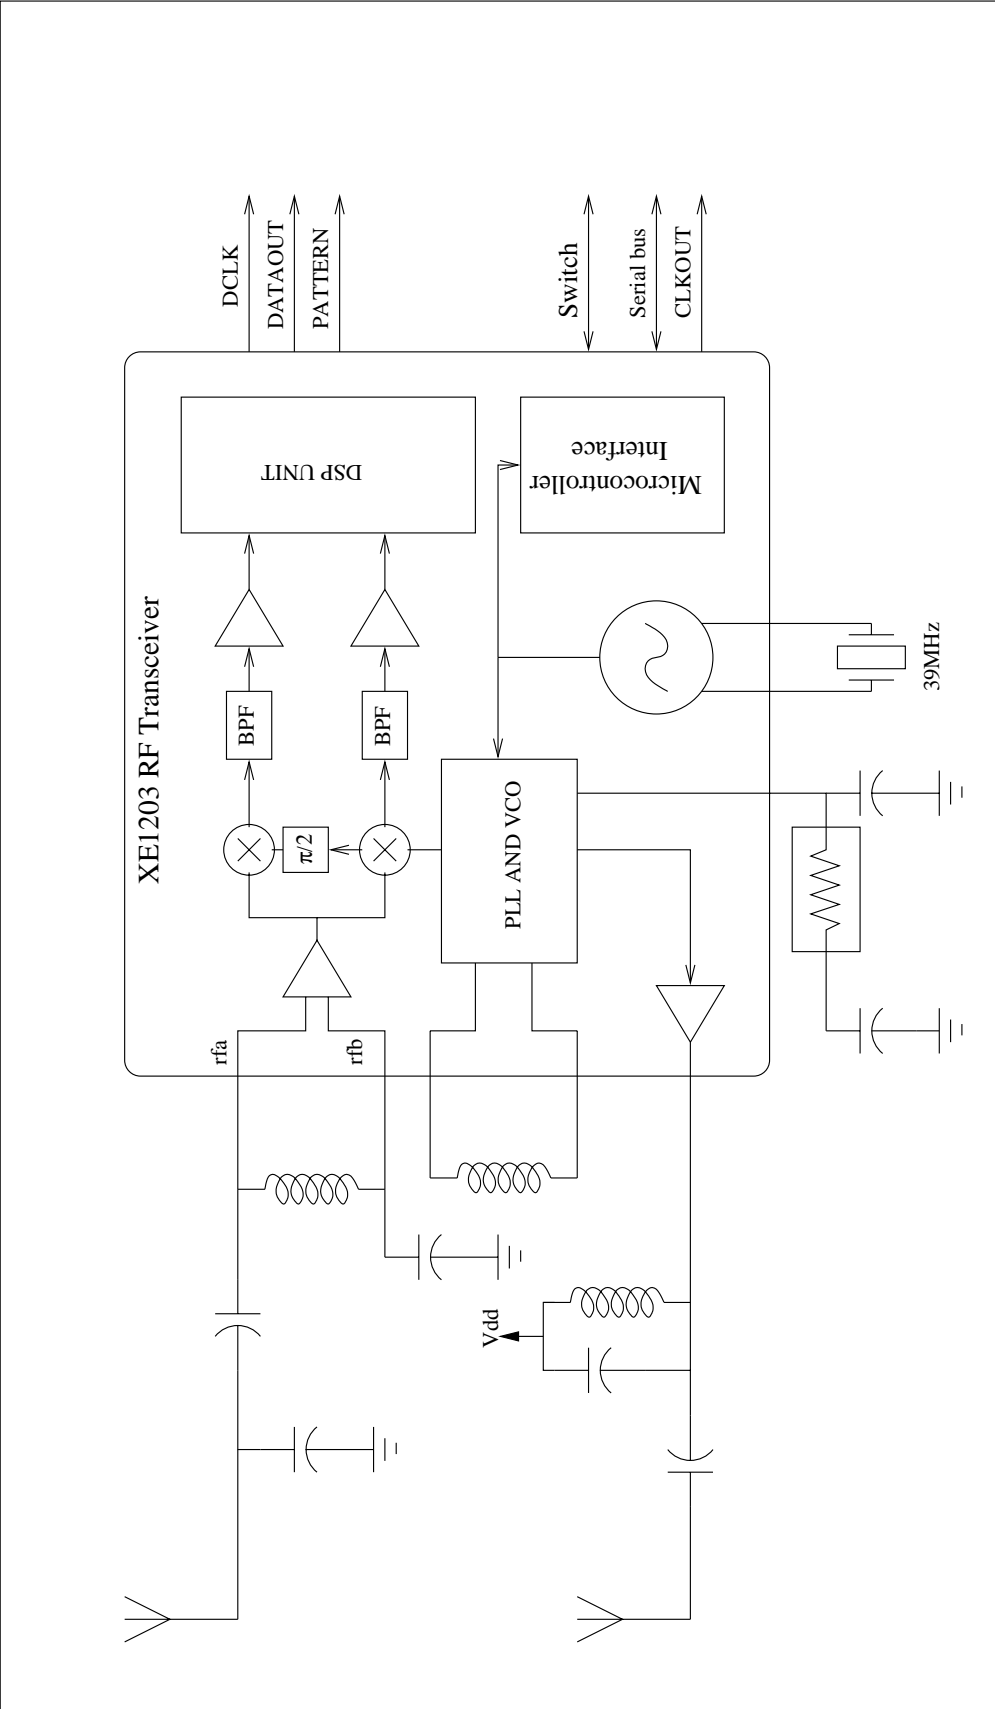 XE1203 RF Transceiver
DCLK
DATAOUT
PATTERN
Switch
Serial bus
CLKOUT
DSP UNIT
Microcontroller
Interface
BPF
BPF
π/2
PLL AND VCO
rfa
rfb
39MHz
Vdd